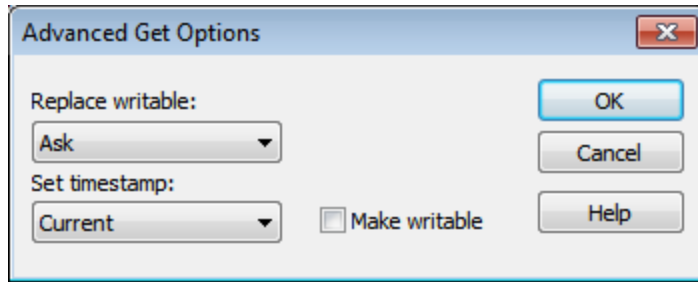 Advanced Get Options
Replace writable:
OK
Ask
Cancel
Set timestamp:
Current
Make writable
Help